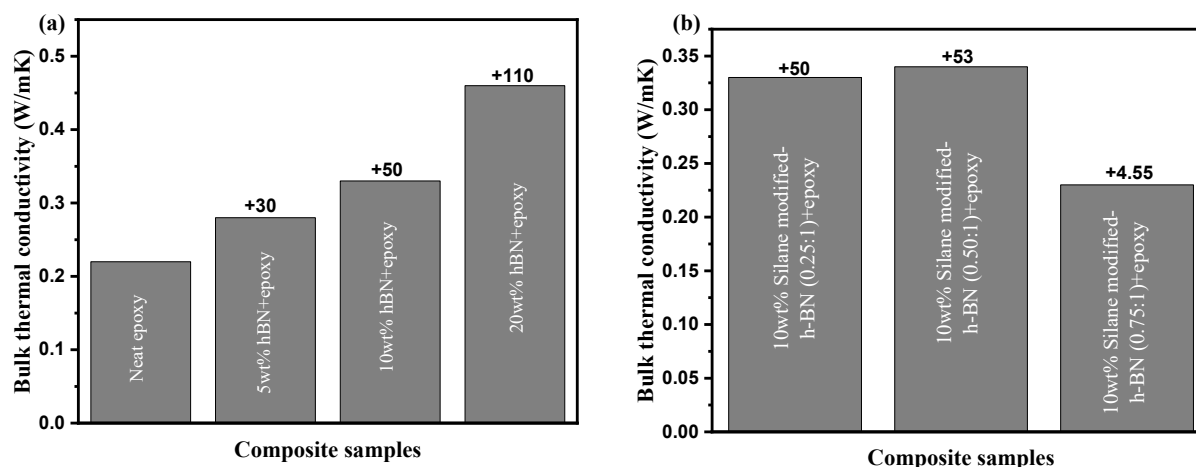 (a)
Bulk thermal conductivity (W/mK)
0.5
0.4
0.3
0.2
0.1
0.0
Neat epoxy
+30
5wt% hBN+epoxy
+50
10wt% hBN+epoxy
+110
20wt% hBN+epoxy
Composite samples
(b)
Bulk thermal conductivity (W/mK)
0.35
0.30
0.25
0.20
0.15
0.10
0.05
0.00
+50
10wt% Silane modified-
h-BN (0.25:1)+epoxy
+53
10wt% Silane modified-
h-BN (0.50:1)+epoxy
+4.55
10wt% Silane modified-
h-BN (0.75:1)+epoxy
Composite samples